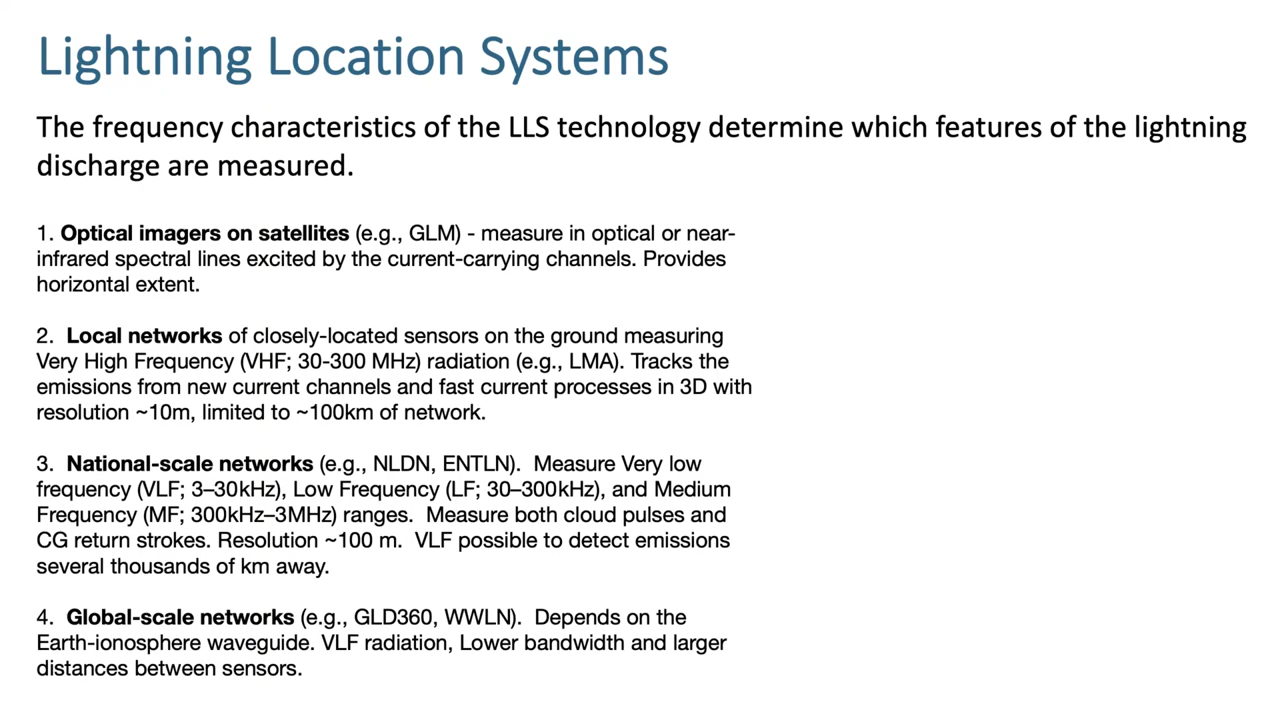 Lightning Location Systems
The frequency characteristics of the LLS technology determine which features of the lightning
discharge are measured.
1. Optical imagers on satellites (e.g., GLM) - measure in optical or near-
infrared spectral lines excited by the current-carrying channels. Provides
horizontal extent.
2.  Local networks of closely-located sensors on the ground measuring
Very High Frequency (VHF; 30-300 MHz) radiation (e.g., LMA). Tracks the
emissions from new current channels and fast current processes in 3D with
resolution ~10m, limited to ~100km of network.
3.  National-scale networks (e.g., NLDN, ENTLN).  Measure Very low
frequency (VLF; 3–30kHz), Low Frequency (LF; 30–300kHz), and Medium
Frequency (MF; 300kHz–3MHz) ranges.  Measure both cloud pulses and
CG return strokes. Resolution ~100 m.  VLF possible to detect emissions
several thousands of km away.
4.  Global-scale networks (e.g., GLD360, WWLN).  Depends on the
Earth-ionosphere waveguide. VLF radiation, Lower bandwidth and larger
distances between sensors.